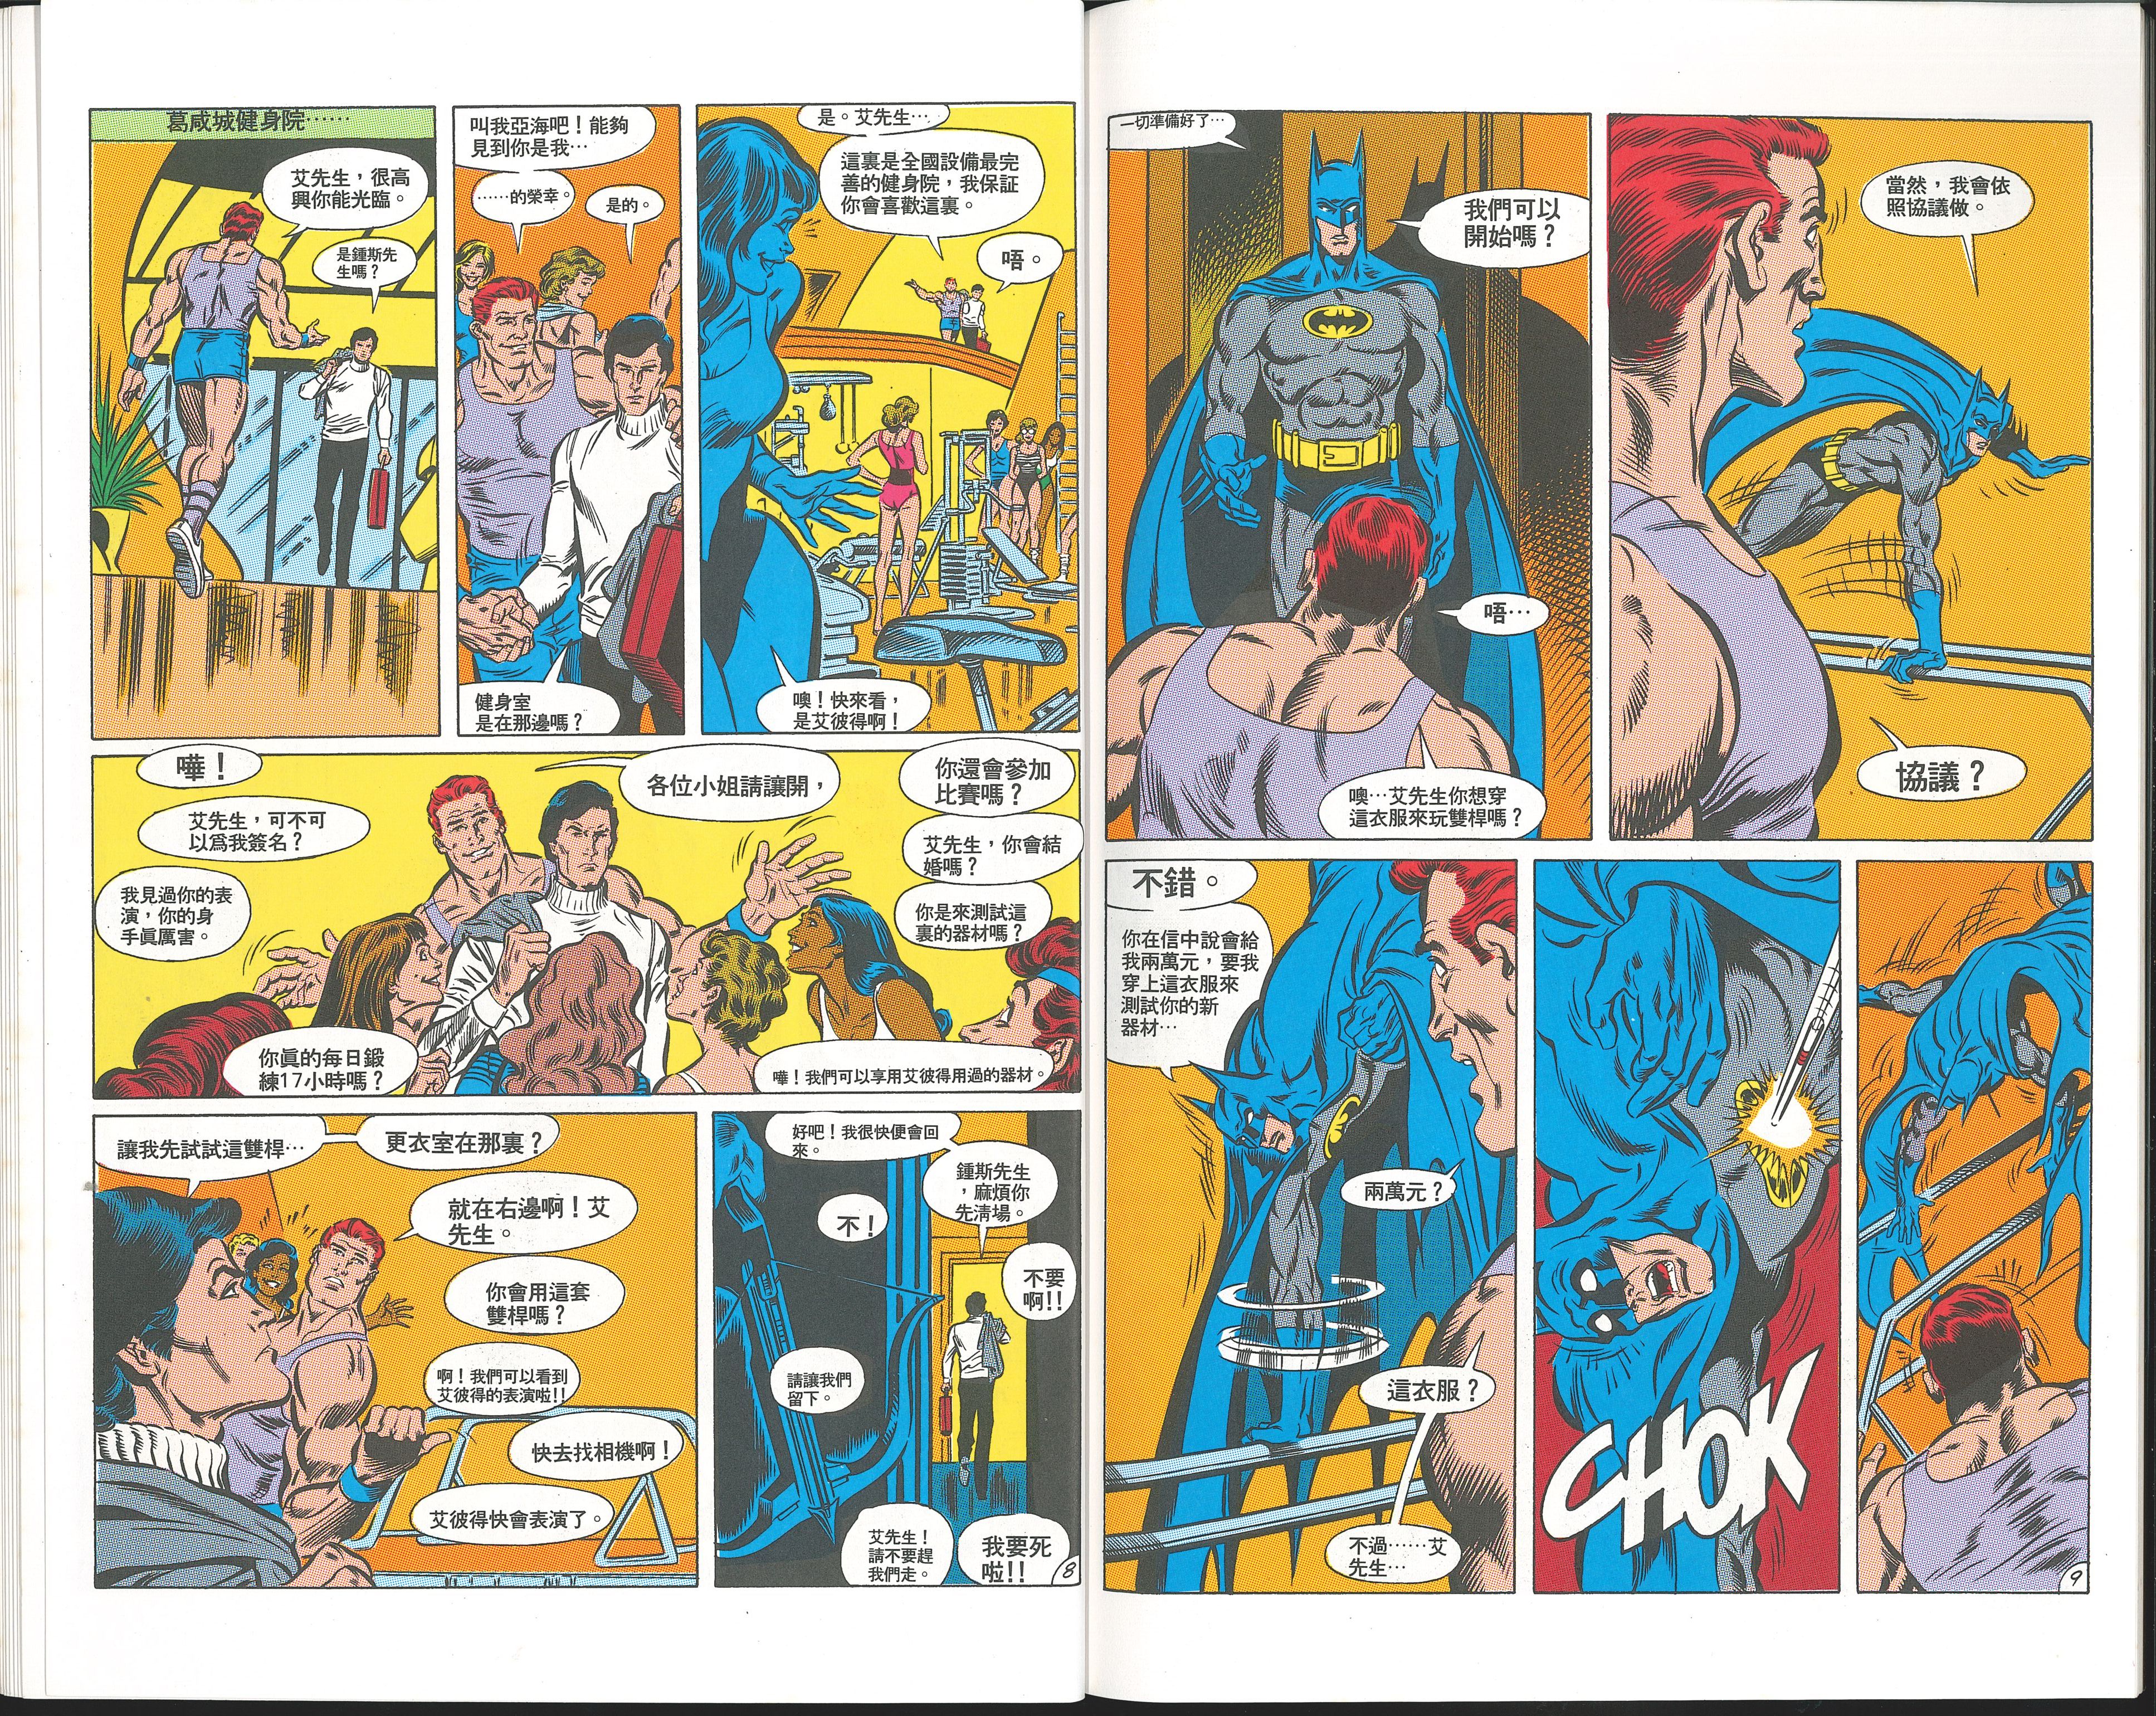 葛咸城健身院⋯⋯
艾先生，很高
興你能光臨。
是鍾斯先
生嗎？
叫我亞海吧！能夠
見到你是我⋯
⋯⋯的榮幸。
是的。
健身室
是在那邊嗎？
是。艾先生⋯
這裏是全國設備最完
善的健身院，我保証
你會喜歡這裏。
唔。
噢！快來看，
是艾彼得啊！
嘩！
艾先生，可不可
以爲我簽名？
我見過你的表
演，你的身
手眞厲害。
各位小姐請讓開，
你還會參加
比賽嗎？
艾先生，你會結
婚嗎？
你是來測試這
裏的器材嗎？
你眞的每日鍛
練17小時嗎？
嘩！我們可以享用艾彼得用過的器材。
讓我先試試這雙桿⋯
更衣室在那裏？
就在右邊啊！艾
先生。
你會用這套
雙桿嗎？
啊！我們可以看到
艾彼得的表演啦!!
快去找相機啊！
艾彼得快會表演了。
好吧！我很快便會回
來。
鍾斯先生
，麻煩你
先淸場。
不！
不要
啊!!
請讓我們
留下。
艾先生！
請不要趕
我們走。
我要死
啦!!
8
一切準備好了⋯
我們可以
開始嗎？
唔⋯
噢⋯艾先生你想穿
這衣服來玩雙桿嗎？
當然，我會依
照協議做。
協議？
不錯。
你在信中說會給
我兩萬元，要我
穿上這衣服來
測試你的新
器材⋯
兩萬元？
這衣服？
不過⋯⋯艾
先生⋯
CHOK
9